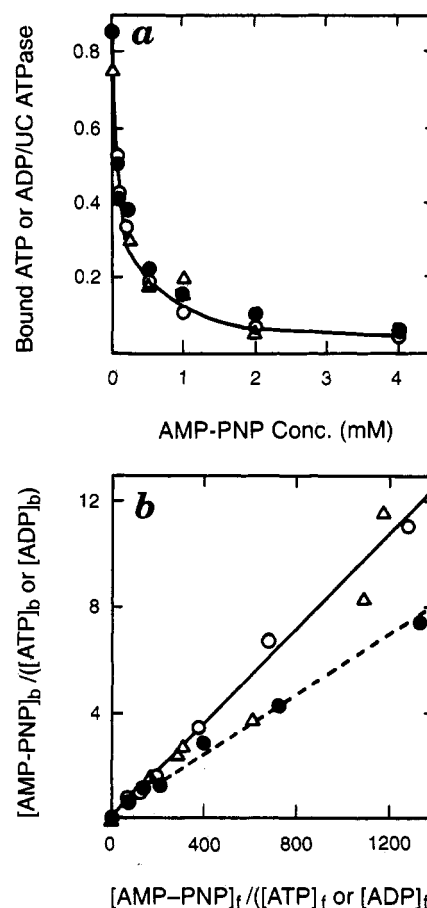 a
Bound ATP or ADP/UC ATPase
0.8
0.6
0.4
0.2
0 1 2 3 4
AMP-PNP Conc. (mM)
b
[AMP-PNP]b/([ATP]b or [ADP]b)
12
8
4
0 400 800 1200
[AMP–PNP]f/([ATP]f or [ADP]f